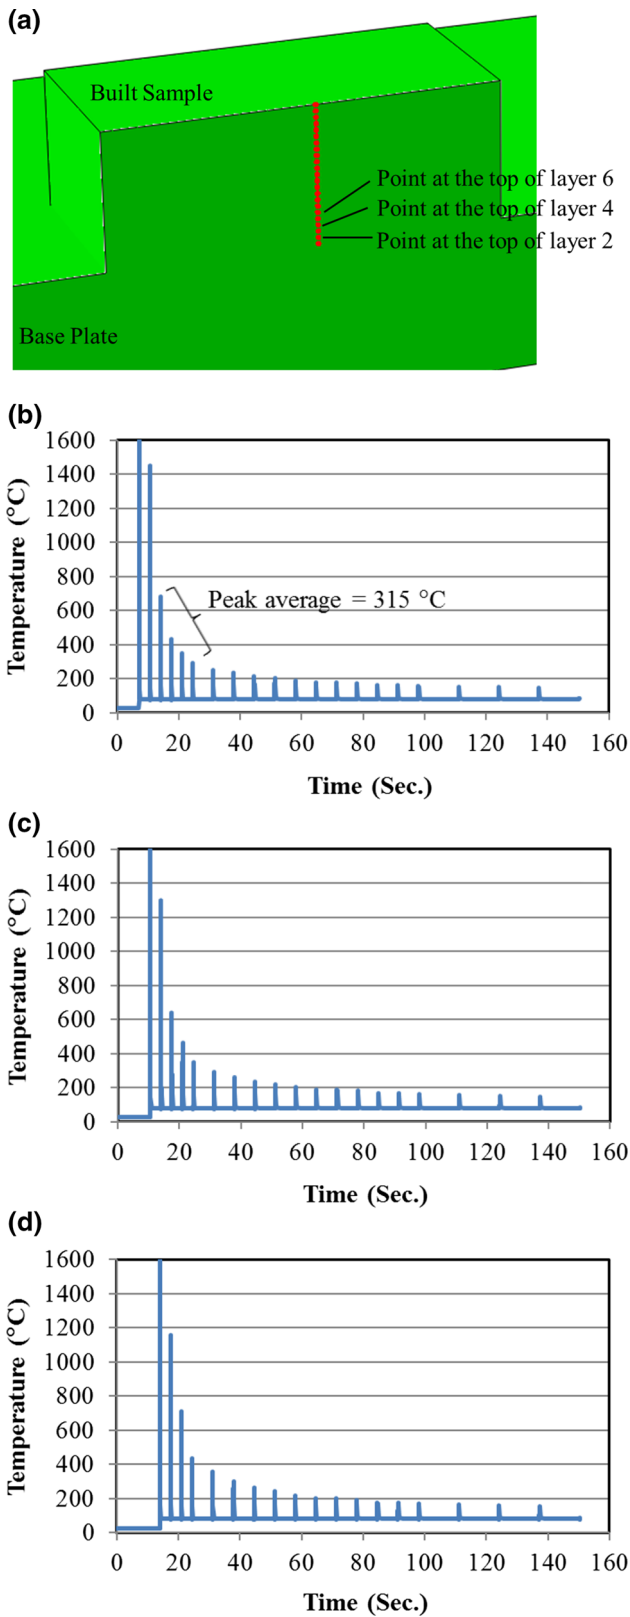 (a)
Built Sample
Point at the top of layer 6
Point at the top of layer 4
Point at the top of layer 2
Base Plate
(b)
1600
1400
1200
1000
800
600
400
200
0
Temperature (°C)
Peak average = 315 °C
0 20 40 60 80 100 120 140 160
Time (Sec.)
(c)
1600
1400
1200
1000
800
600
400
200
0
Temperature (°C)
0 20 40 60 80 100 120 140 160
Time (Sec.)
(d)
1600
1400
1200
1000
800
600
400
200
0
Temperature (°C)
0 20 40 60 80 100 120 140 160
Time (Sec.)